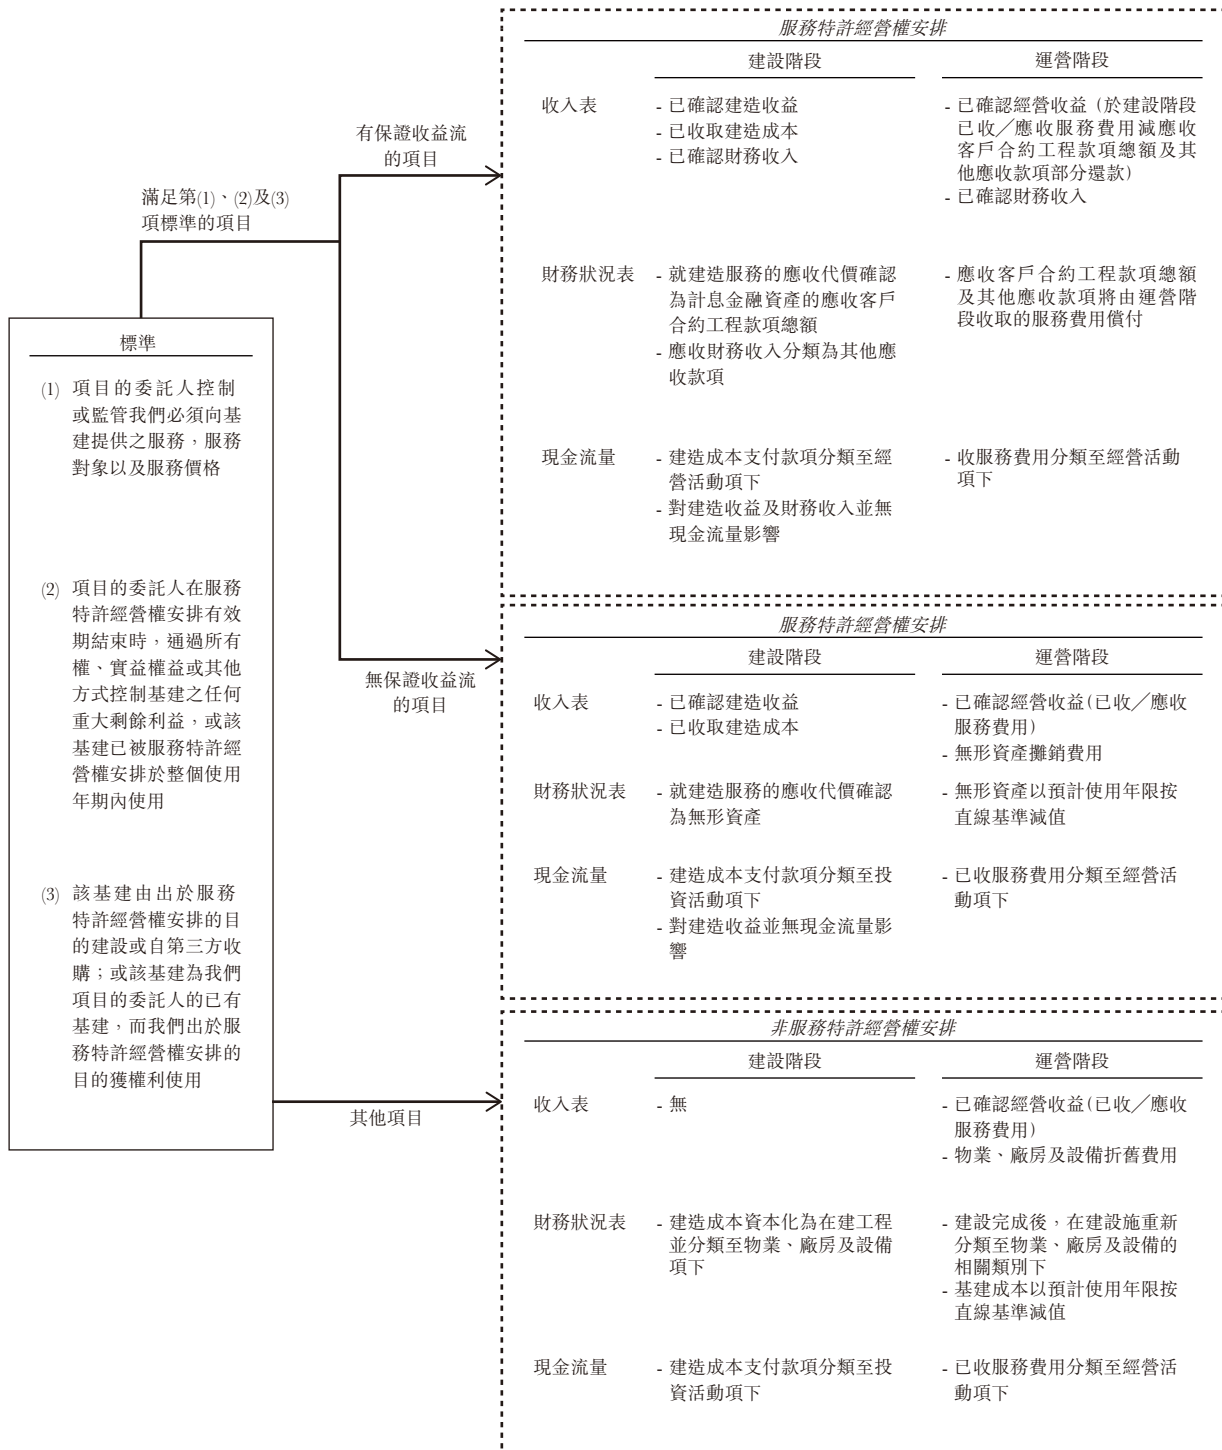 標準
(1) 項目的委託人控制
或監管我們必須向基
建提供之服務，服務
對象以及服務價格
(2) 項目的委託人在服務
特許經營權安排有效
期結束時，通過所有
權、實益權益或其他
方式控制基建之任何
重大剩餘利益，或該
基建已被服務特許經
營權安排於整個使用
年期內使用
(3) 該基建由出於服務
特許經營權安排的目
的建設或自第三方收
購；或該基建為我們
項目的委託人的已有
基建，而我們出於服
務特許經營權安排的
目的獲權利使用
滿足第(1)、(2)及(3)
項標準的項目
有保證收益流
的項目
服務特許經營權安排
建設階段
運營階段
收入表
- 已確認建造收益
- 已收取建造成本
- 已確認財務收入
- 已確認經營收益（於建設階段
已收／應收服務費用減應收
客戶合約工程款項總額及其
他應收款項部分還款）
- 已確認財務收入
財務狀況表
- 就建造服務的應收代價確認
為計息金融資產的應收客戶
合約工程款項總額
- 應收財務收入分類為其他應
收款項
- 應收客戶合約工程款項總額
及其他應收款項將由運營階
段收取的服務費用償付
現金流量
- 建造成本支付款項分類至經
營活動項下
- 對建造收益及財務收入並無
現金流量影響
- 收服務費用分類至經營活動
項下
無保證收益流
的項目
服務特許經營權安排
建設階段
運營階段
收入表
- 已確認建造收益
- 已收取建造成本
- 已確認經營收益(已收／應收
服務費用)
- 無形資產攤銷費用
財務狀況表
- 就建造服務的應收代價確認
為無形資產
- 無形資產以預計使用年限按
直線基準減值
現金流量
- 建造成本支付款項分類至投
資活動項下
- 對建造收益並無現金流量影
響
- 已收服務費用分類至經營活
動項下
其他項目
非服務特許經營權安排
建設階段
運營階段
收入表
- 無
- 已確認經營收益(已收／應收
服務費用)
- 物業、廠房及設備折舊費用
財務狀況表
- 建造成本資本化為在建工程
並分類至物業、廠房及設備
項下
- 建設完成後，在建設施重新
分類至物業、廠房及設備的
相關類別下
- 基建成本以預計使用年限按
直線基準減值
現金流量
- 建造成本支付款項分類至投
資活動項下
- 已收服務費用分類至經營活
動項下